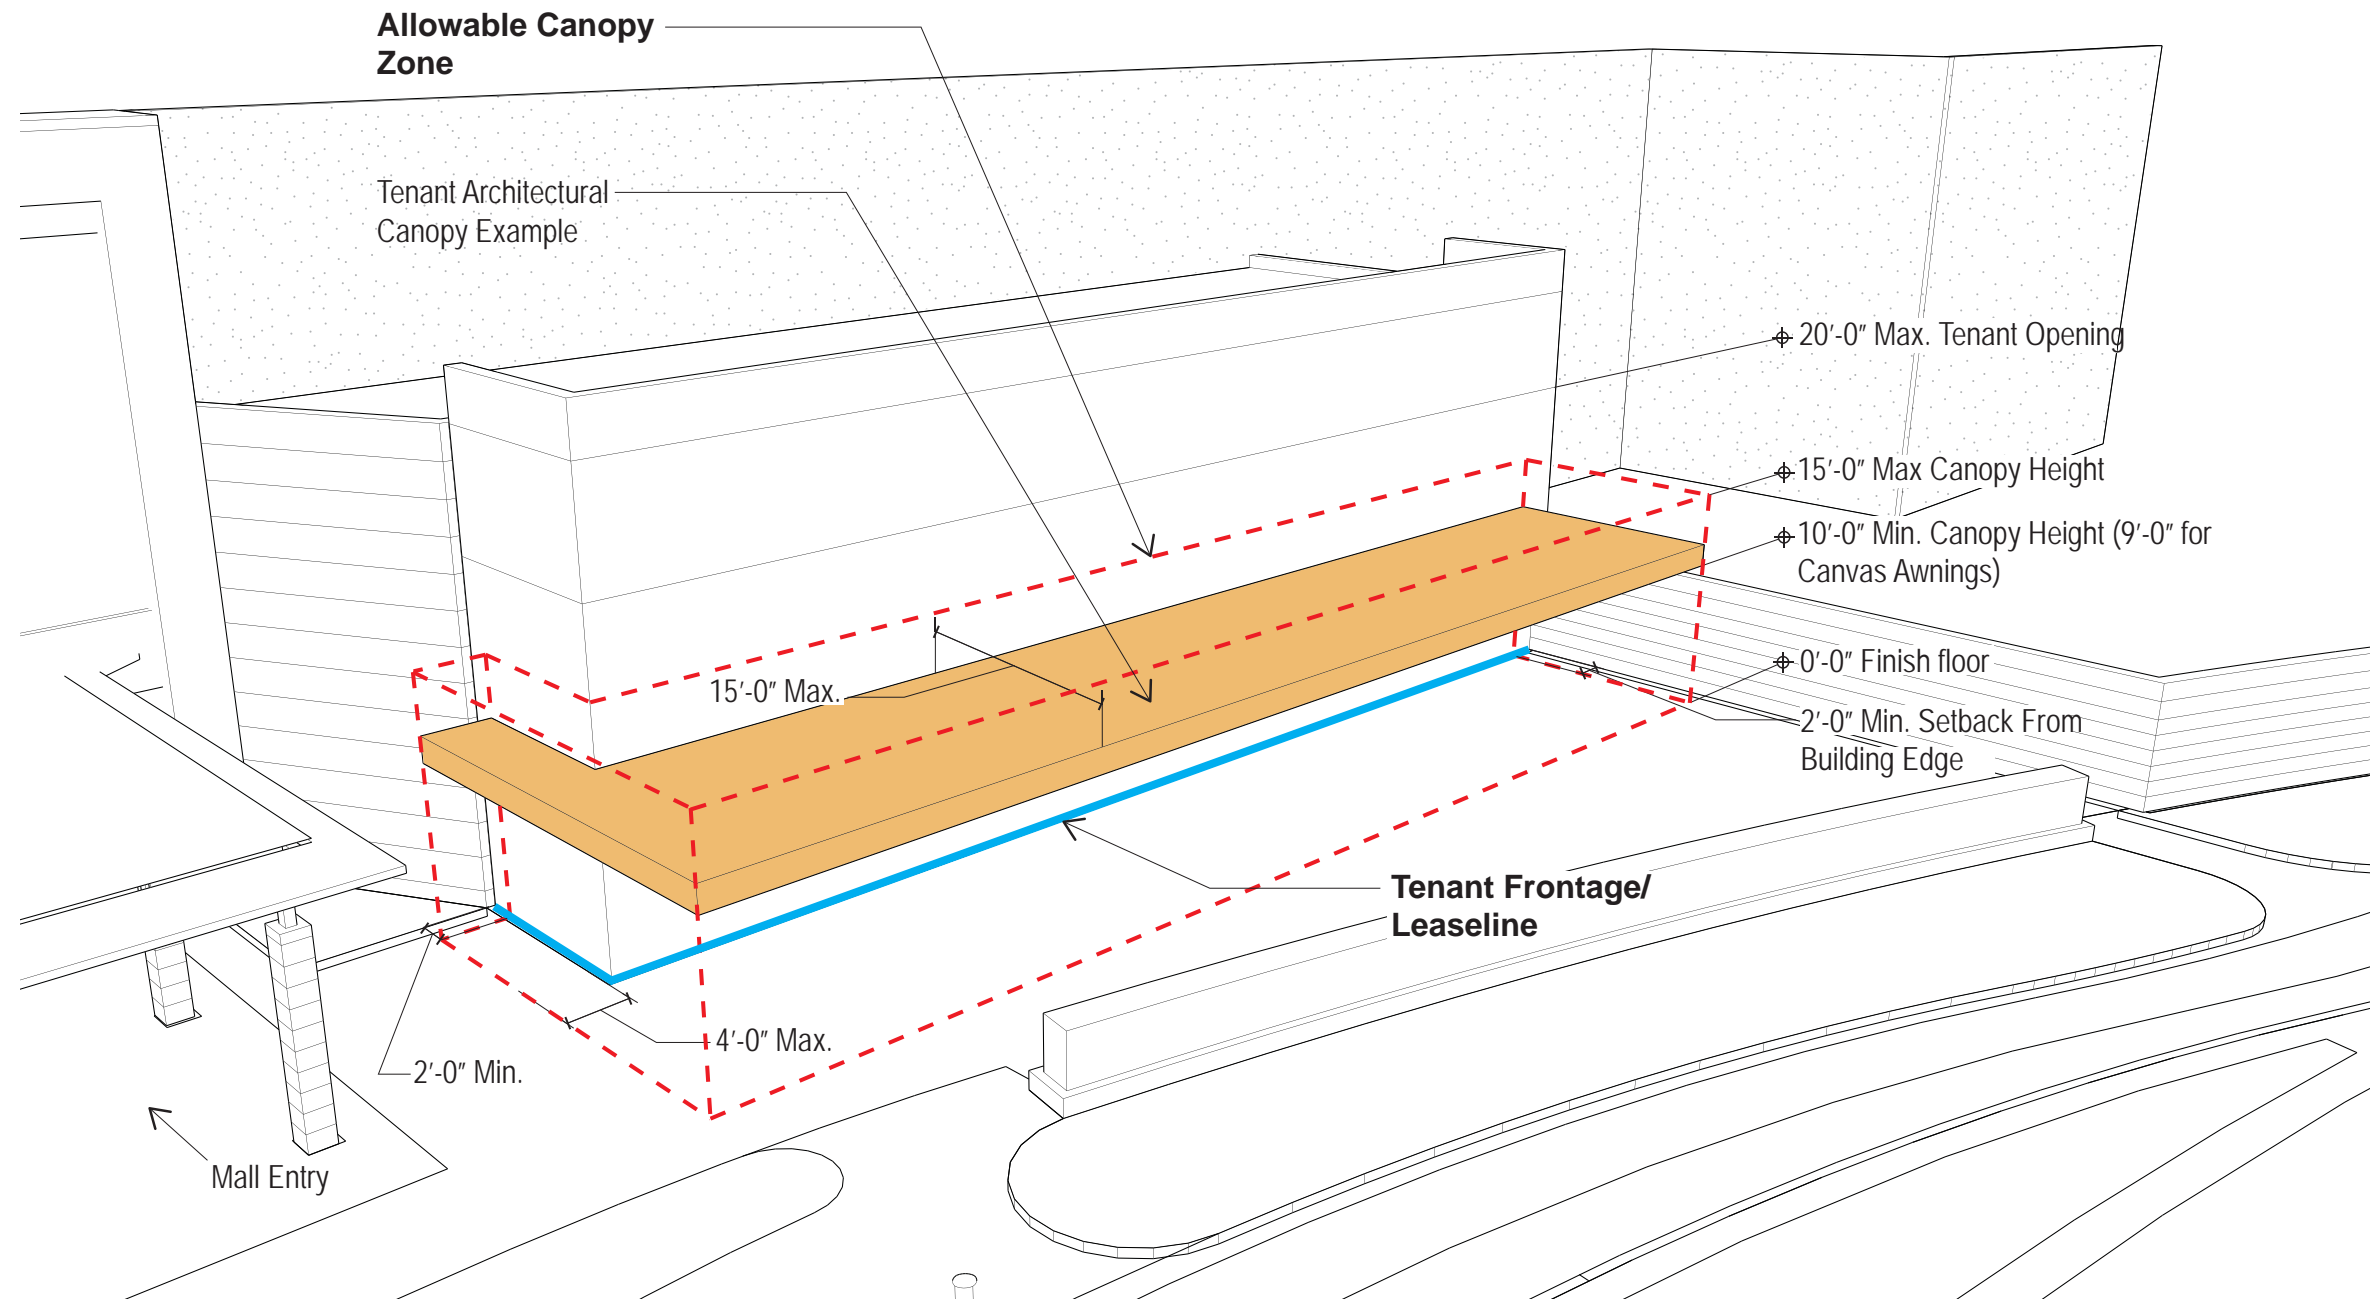 Allowable Canopy
Zone
Tenant Architectural
Canopy Example
20'-0" Max. Tenant Opening
15'-0" Max Canopy Height
10'-0" Min. Canopy Height (9'-0" for
Canvas Awnings)
0'-0" Finish floor
15'-0" Max.
2'-0" Min. Setback From
Building Edge
Tenant Frontage/
Leaseline
4'-0" Max.
2'-0" Min.
Mall Entry